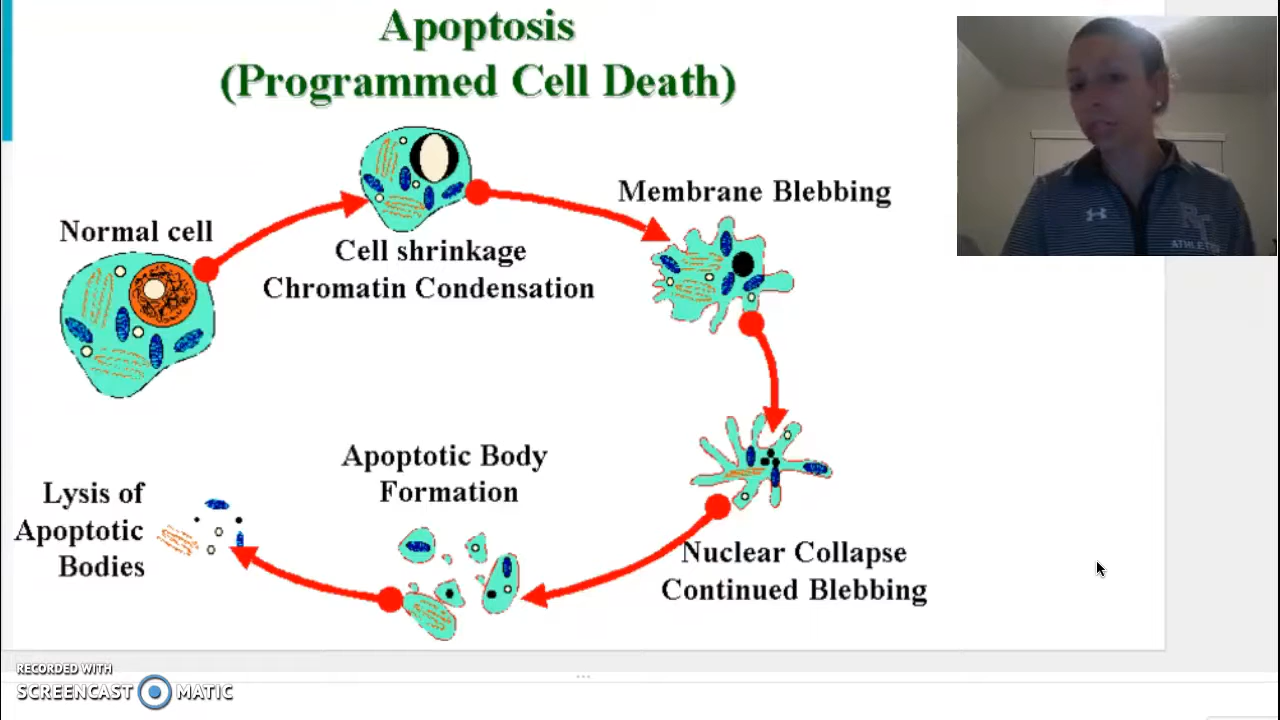 Apoptosis
(Programmed Cell Death)
Normal cell
Cell shrinkage
Chromatin Condensation
Membrane Blebbing
Nuclear Collapse
Continued Blebbing
Apoptotic Body
Formation
Lysis of
Apoptotic
Bodies
RECORDED WITH
SCREENCAST MATIC